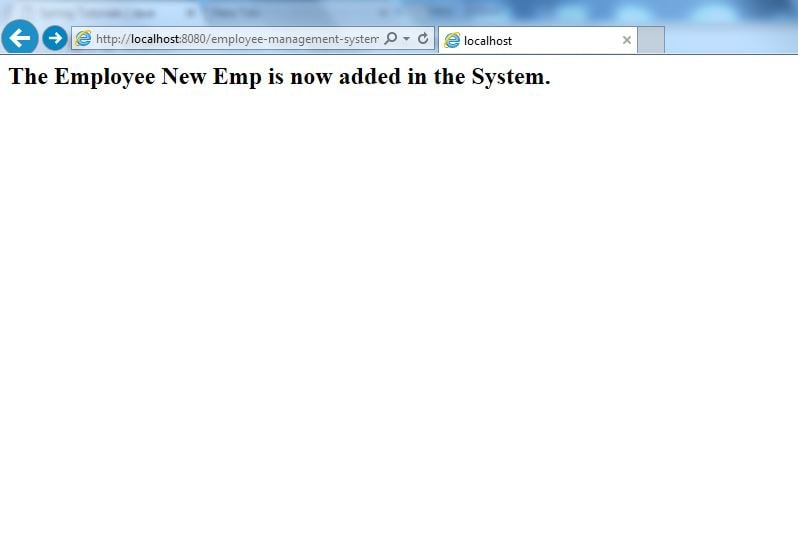 http://localhost:8080/employee-management-system
localhost
The Employee New Emp is now added in the System.